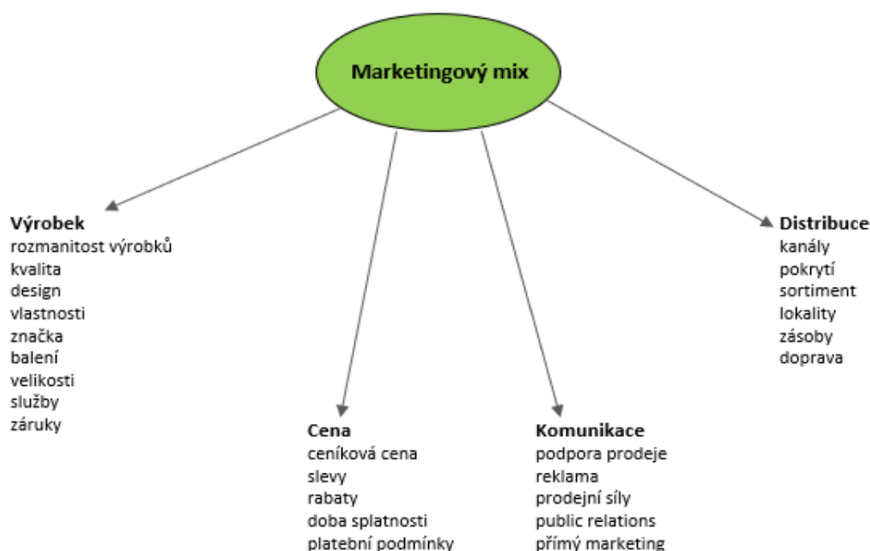 Marketingový mix
Výrobek
rozmanitost výrobků
kvalita
design
vlastnosti
značka
balení
velikosti
služby
záruky
Cena
ceníková cena
slevy
rabaty
doba splatnosti
platební podmínky
Komunikace
podpora prodeje
reklama
prodejní síly
public relations
přímý marketing
Distribuce
kanály
pokrytí
sortiment
lokality
zásoby
doprava